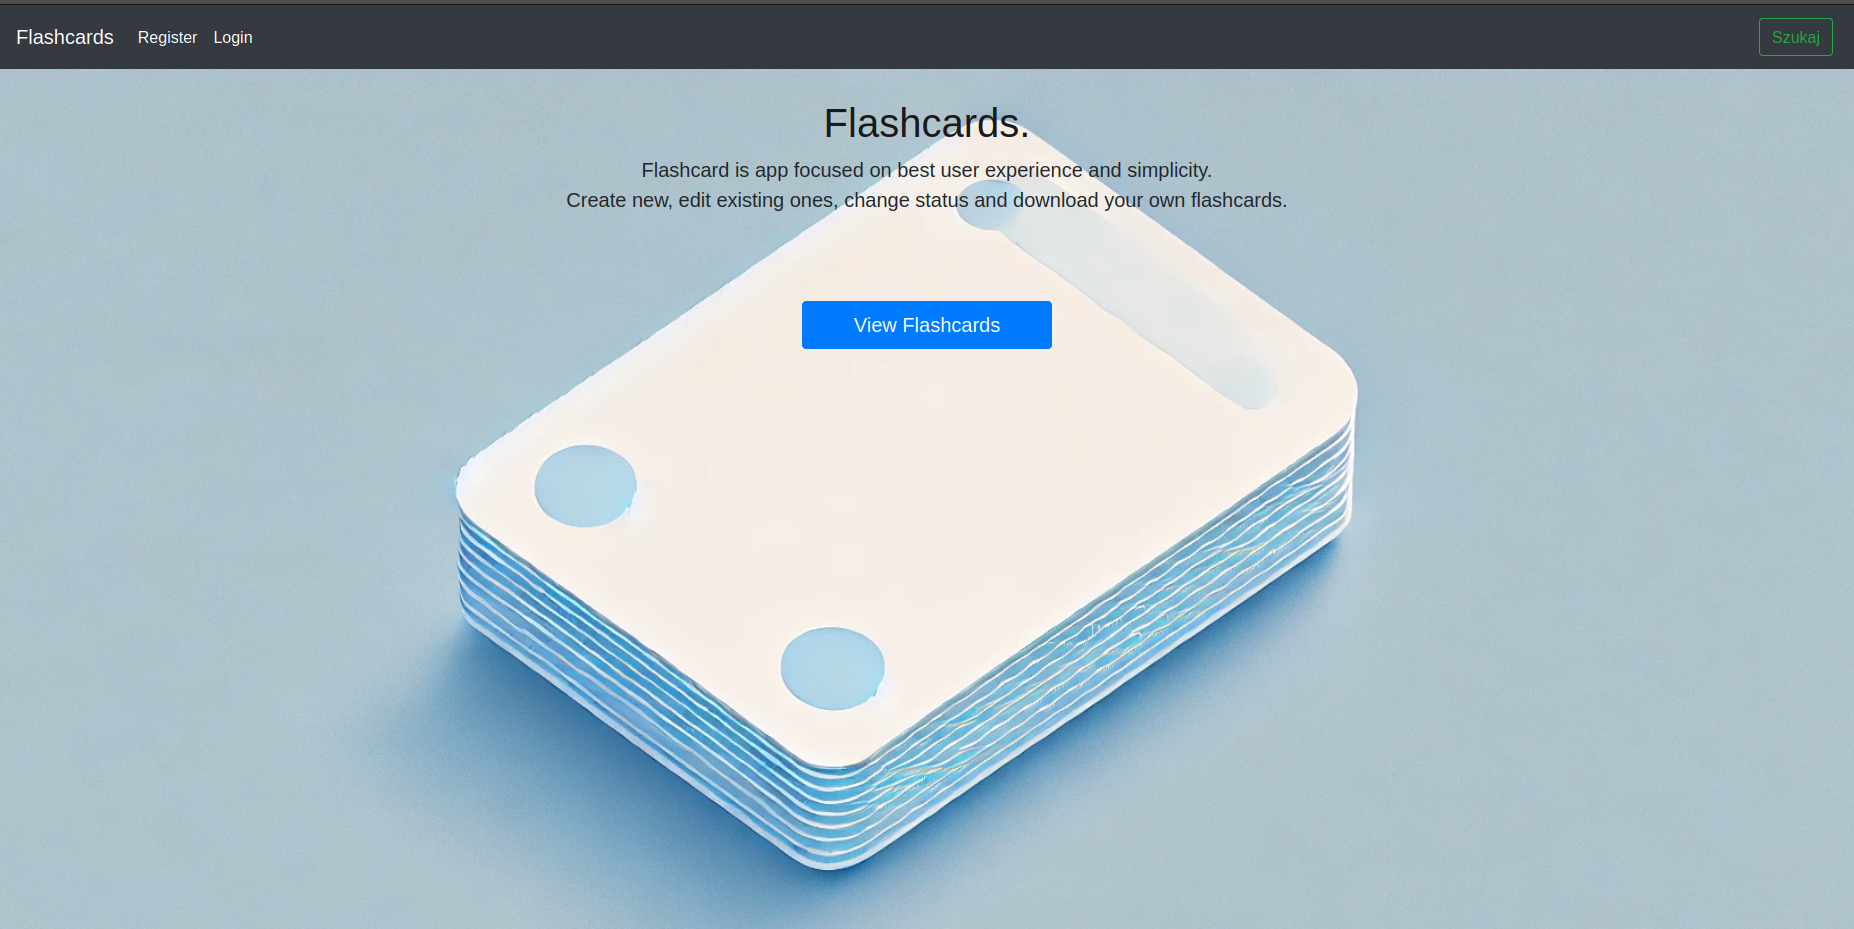 Flashcards Register Login Szukaj
Flashcards.
Flashcard is app focused on best user experience and simplicity.
Create new, edit existing ones, change status and download your own flashcards.
View Flashcards